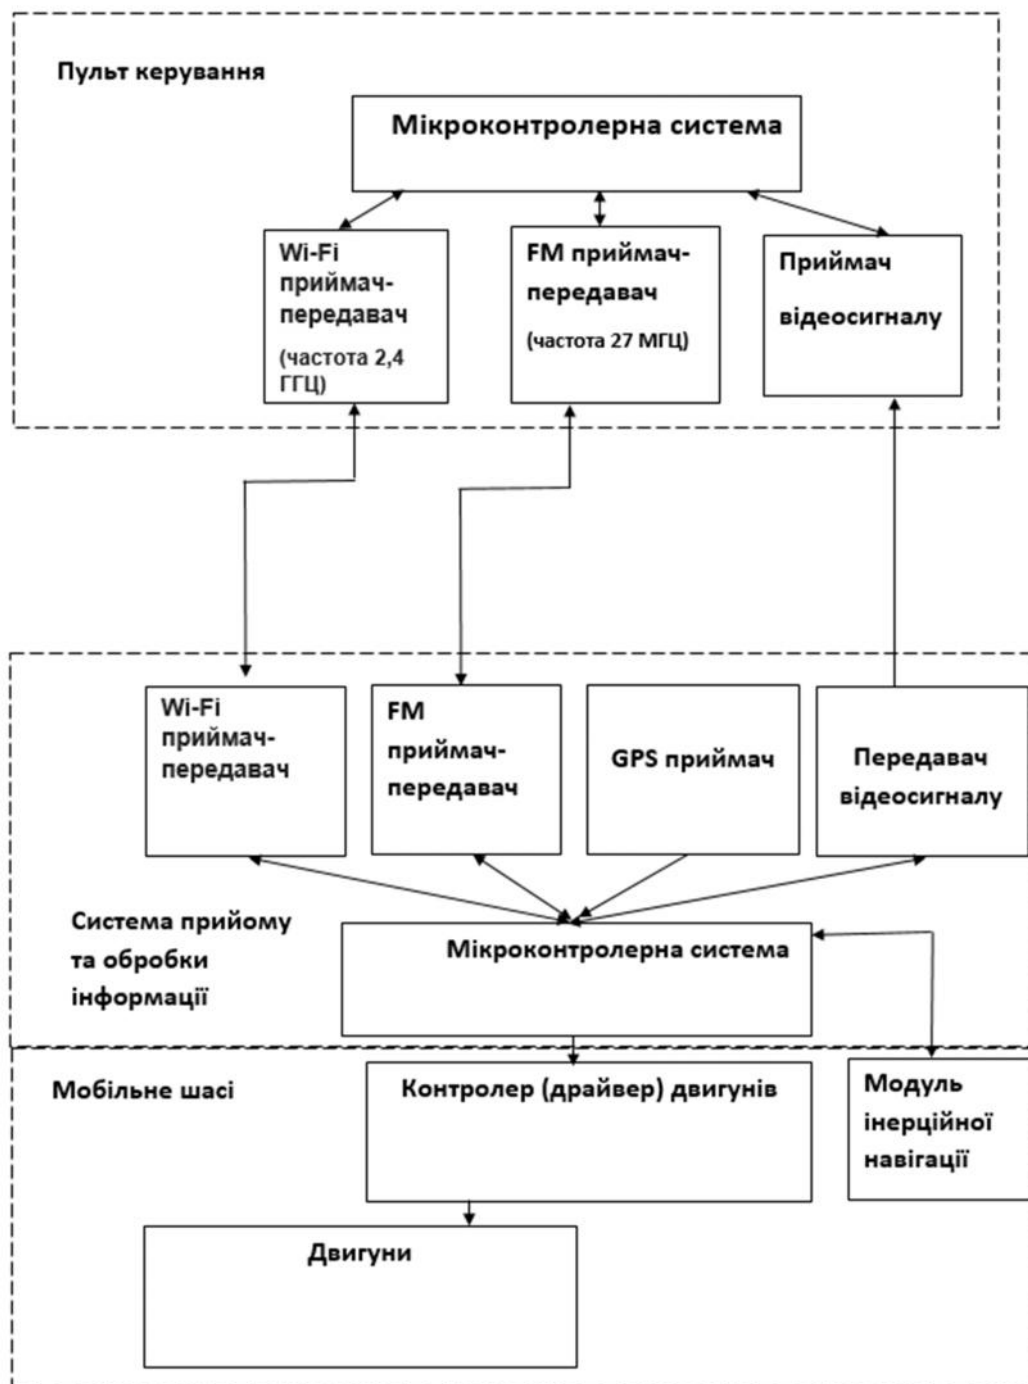 Пульт керування
Мікроконтролерна система
Wi-Fi
приймач-
передавач
(частота 2,4
ГГЦ)
FM приймач-
передавач
(частота 27 МГЦ)
Приймач
відеосигналу
Wi-Fi
приймач-
передавач
FM
приймач-
передавач
GPS приймач
Передавач
відеосигналу
Система прийому
та обробки
інформації
Мікроконтролерна система
Мобільне шасі
Контролер (драйвер) двигунів
Модуль
інерційної
навігації
Двигуни